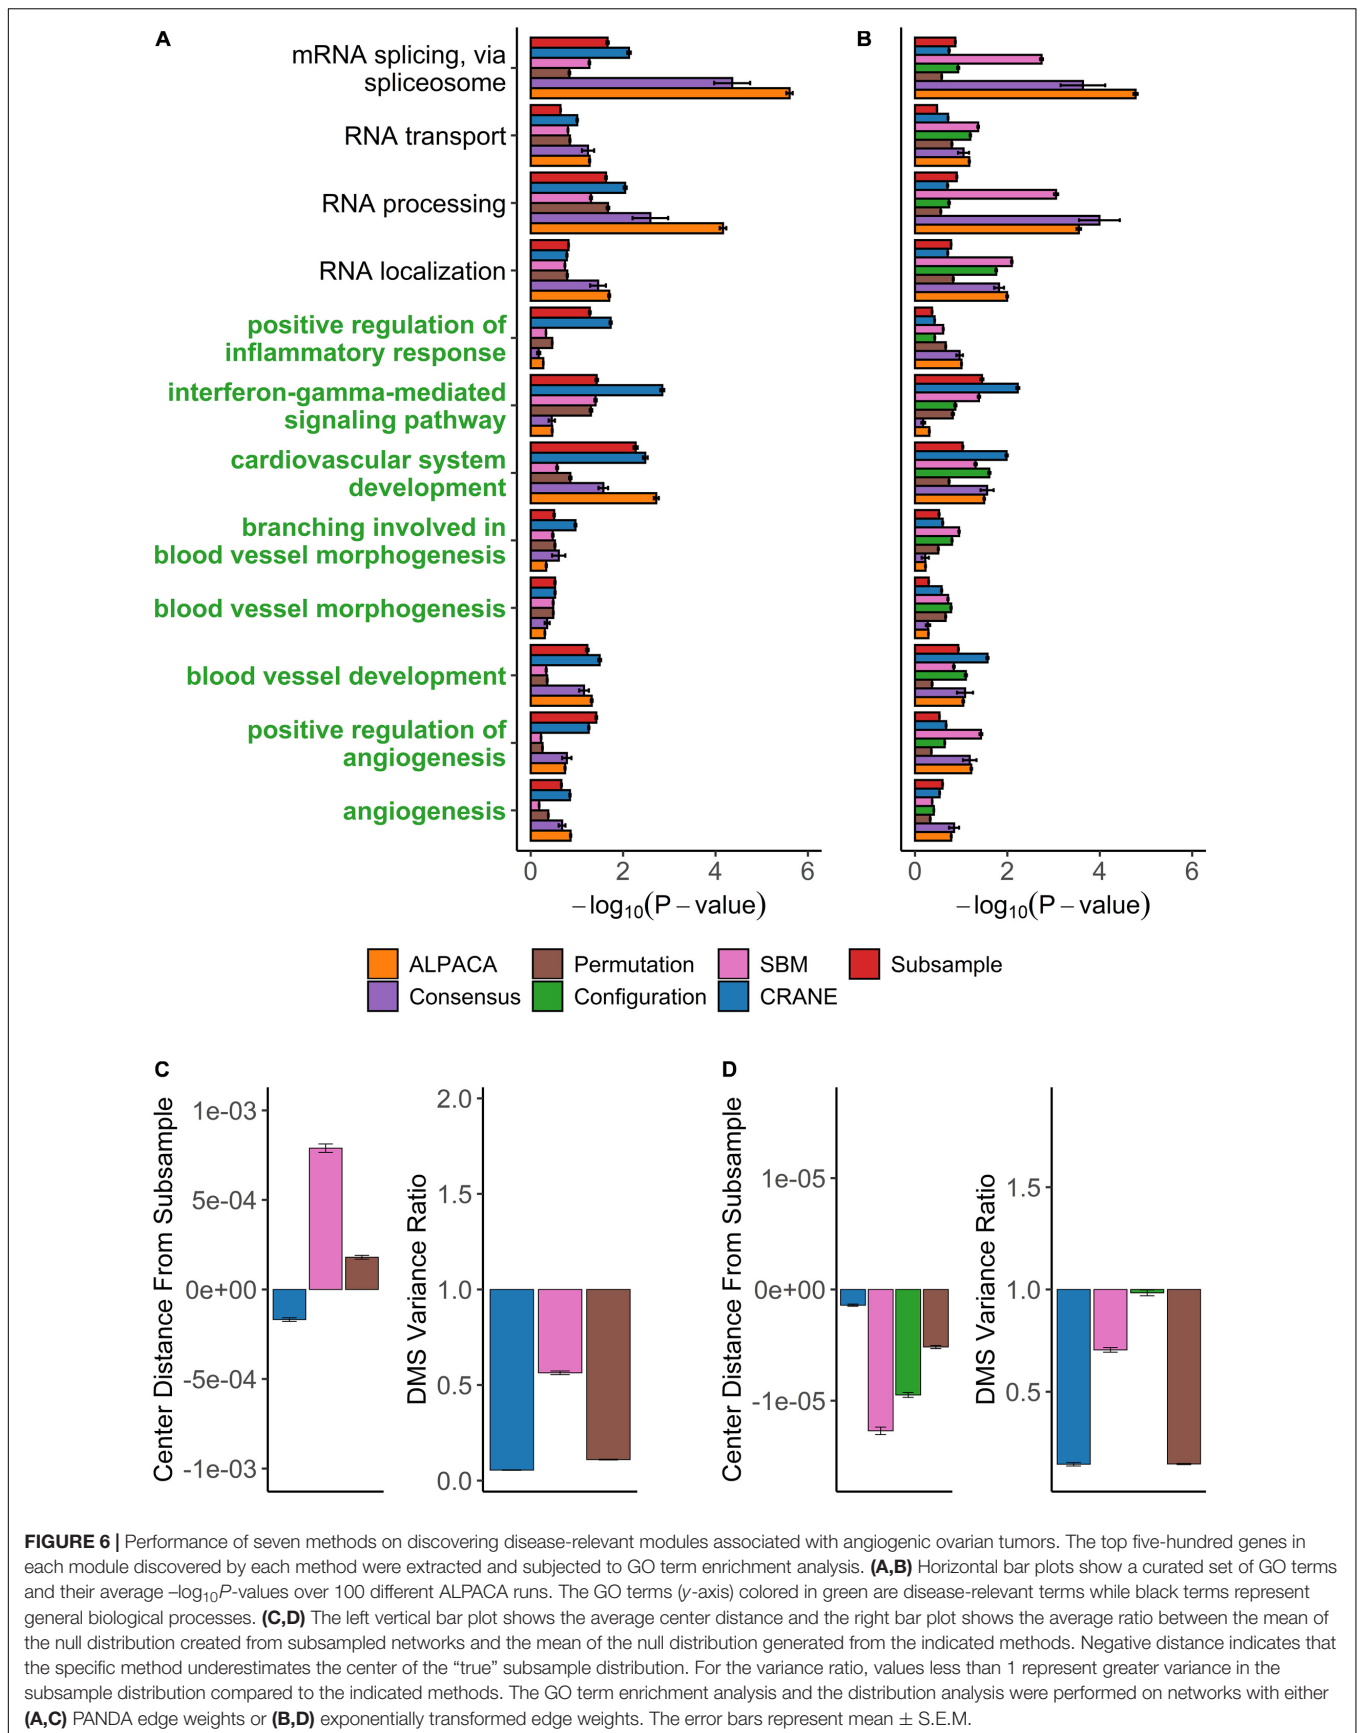 A
B
mRNA splicing, via
spliceosome
RNA transport
RNA processing
RNA localization
positive regulation of
inflammatory response
interferon-gamma-mediated
signaling pathway
cardiovascular system
development
branching involved in
blood vessel morphogenesis
blood vessel morphogenesis
blood vessel development
positive regulation of
angiogenesis
angiogenesis
0 2 4 6
0 2 4 6
−log₁₀(P−value)
−log₁₀(P−value)
ALPACA Permutation SBM Subsample
Consensus Configuration CRANE
C
D
Center Distance From Subsample
1e-03
5e-04
0e+00
-5e-04
-1e-03
DMS Variance Ratio
2.0
1.5
1.0
0.5
0.0
Center Distance From Subsample
1e-05
0e+00
-1e-05
DMS Variance Ratio
1.5
1.0
0.5
FIGURE 6 | Performance of seven methods on discovering disease-relevant modules associated with angiogenic ovarian tumors. The top five-hundred genes in
each module discovered by each method were extracted and subjected to GO term enrichment analysis. (A,B) Horizontal bar plots show a curated set of GO terms
and their average –log₁₀P-values over 100 different ALPACA runs. The GO terms (y-axis) colored in green are disease-relevant terms while black terms represent
general biological processes. (C,D) The left vertical bar plot shows the average center distance and the right bar plot shows the average ratio between the mean of
the null distribution created from subsampled networks and the mean of the null distribution generated from the indicated methods. Negative distance indicates that
the specific method underestimates the center of the “true” subsample distribution. For the variance ratio, values less than 1 represent greater variance in the
subsample distribution compared to the indicated methods. The GO term enrichment analysis and the distribution analysis were performed on networks with either
(A,C) PANDA edge weights or (B,D) exponentially transformed edge weights. The error bars represent mean ± S.E.M.